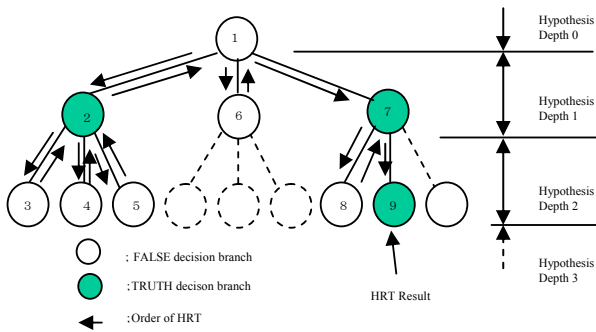 1
Hypothesis
Depth 0
2
6
7
Hypothesis
Depth 1
3
4
5
8
9
Hypothesis
Depth 2
; FALSE decision branch
;TRUTH decison branch
;Order of HRT
HRT Result
Hypothesis
Depth 3